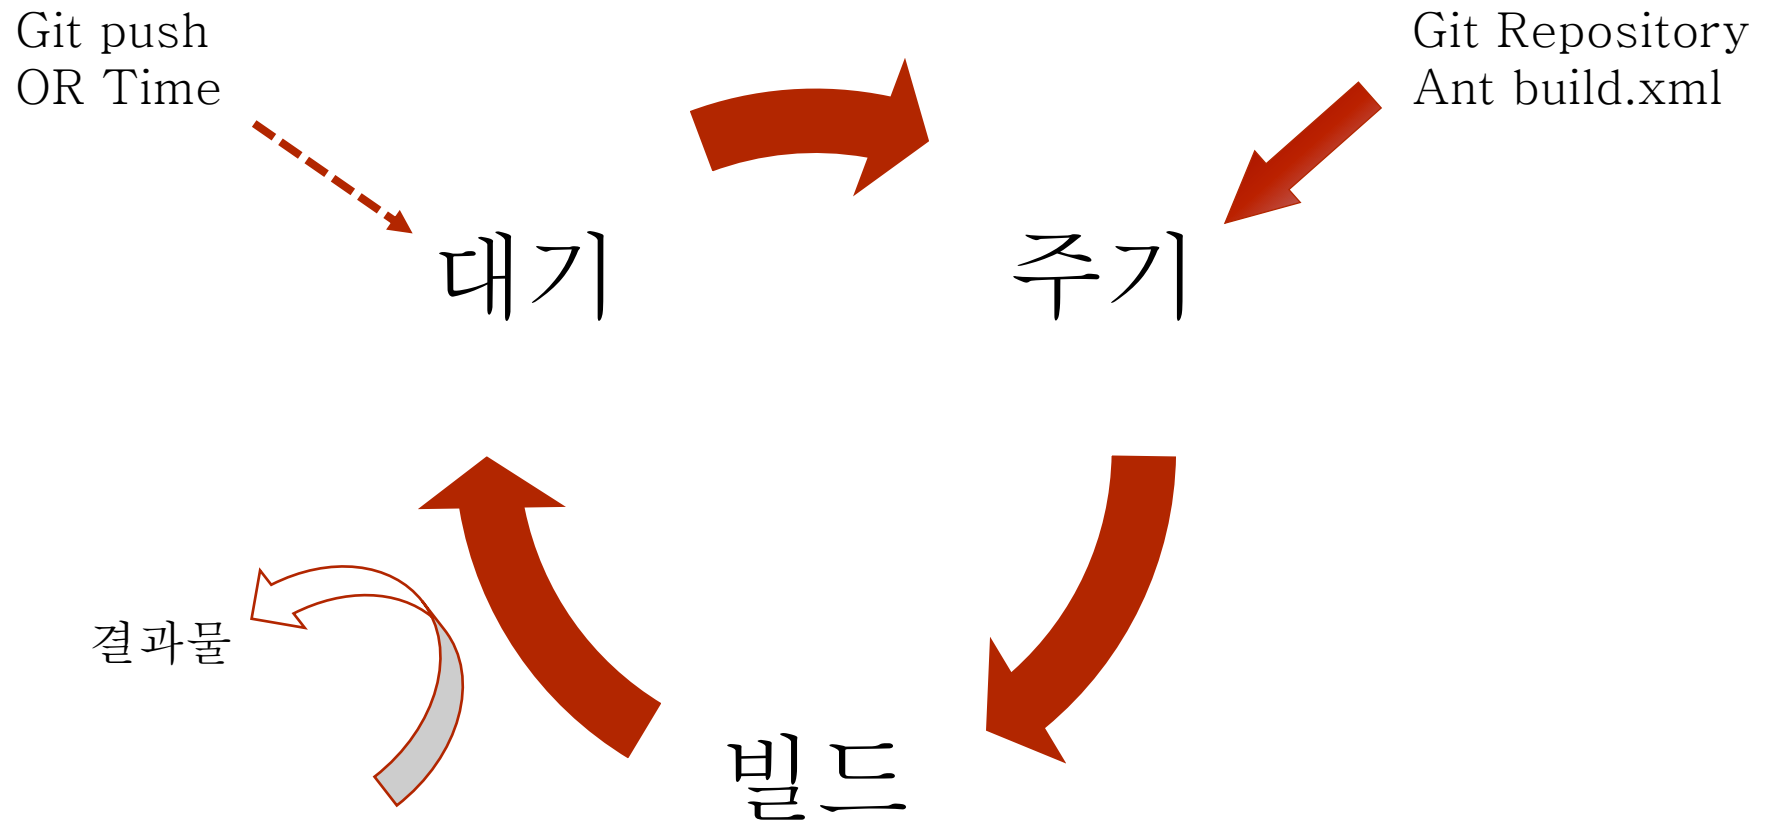 Git push
OR Time
Git Repository
Ant build.xml
대기
주기
결과물
빌드